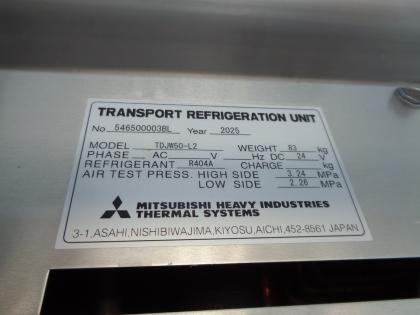 TRANSPORT REFRIGERATION UNIT
No. 546500003BL Year 2025
MODEL TDJW50-L2 WEIGHT 83 kg
PHASE AC V Hz DC 24 V
REFRIGERANT R404A CHARGE kg
AIR TEST PRESS. HIGH SIDE 3.24 MPa
LOW SIDE 2.26 MPa
MITSUBISHI HEAVY INDUSTRIES
THERMAL SYSTEMS
3-1, ASAHI, NISHIBIWAJIMA, KIYOSU, AICHI, 452-8561 JAPAN